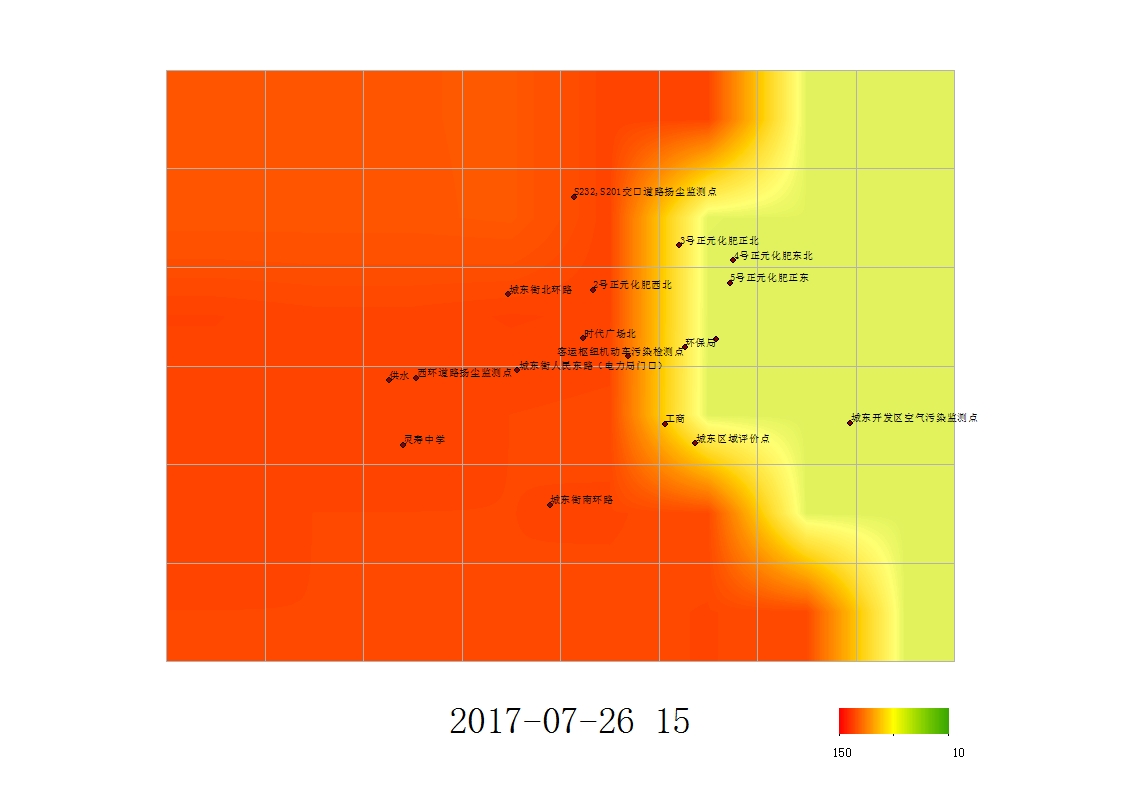 S232,S201交口道路扬尘监测点
3号正元化肥正北
4号正元化肥东北
5号正元化肥正东
2号正元化肥西北
城东街北环路
时代广场北
环保局
客运枢纽机动车污染检测点
城东街人民东路（电力局门口）
西环道路扬尘监测点
供水
城东开发区空气污染监测点
工商
城东区域评价点
灵寿中学
城东街南环路
2017-07-26 15
150 10